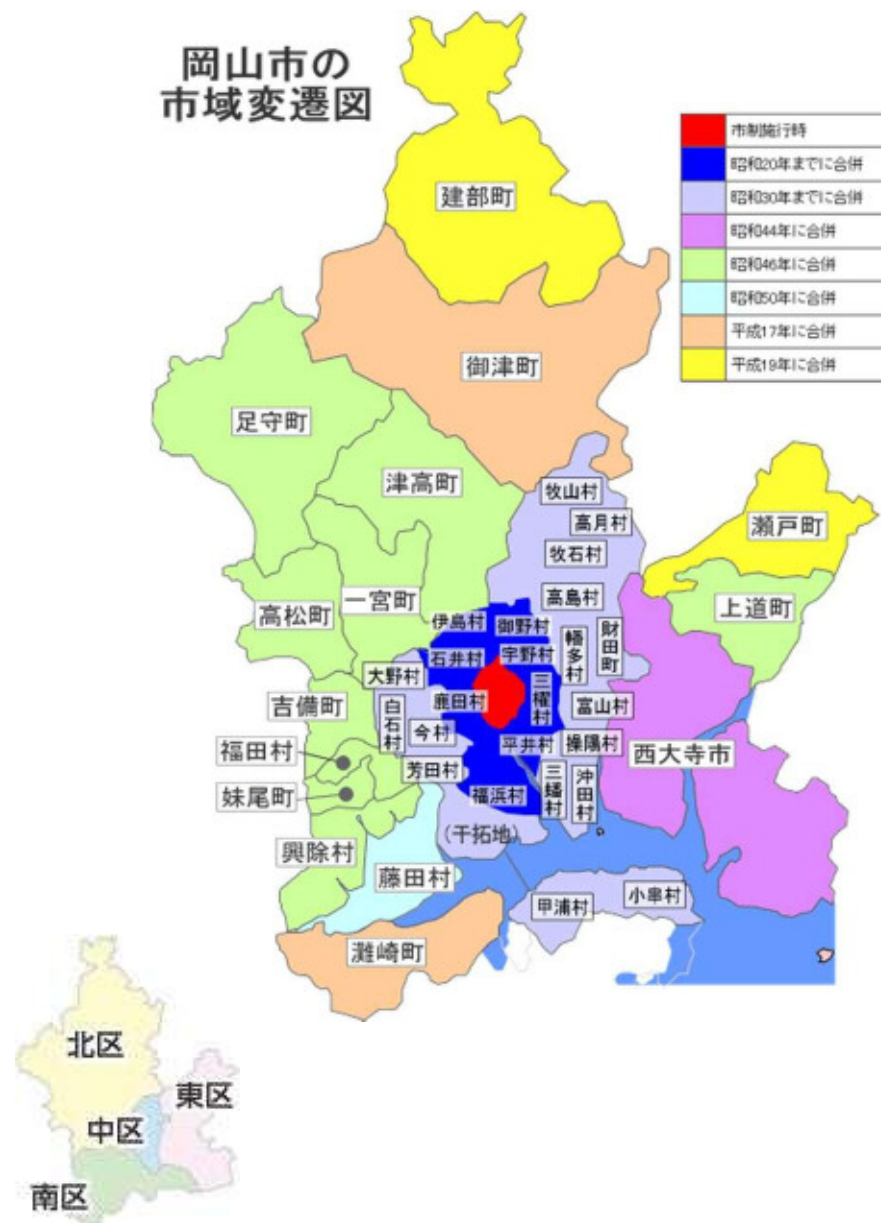 岡山市の
市域変遷図
市制施行時
昭和20年までに合併
昭和30年までに合併
昭和44年に合併
昭和46年に合併
昭和50年に合併
平成17年に合併
平成19年に合併
建部町
御津町
足守町
津高町
牧山村
高月村
牧石村
瀬戸町
高松町
一宮町
高島村
上道町
伊島村
御野村
財田町
幡多村
石井村
宇野村
大野村
鹿田村
三櫂村
富山村
吉備町
白石村
今村
平井村
操陽村
西大寺市
福田村
芳田村
三蟠村
沖田村
妹尾町
福浜村
(干拓地)
興除村
藤田村
甲浦村
小串村
灘崎町
北区
東区
中区
南区